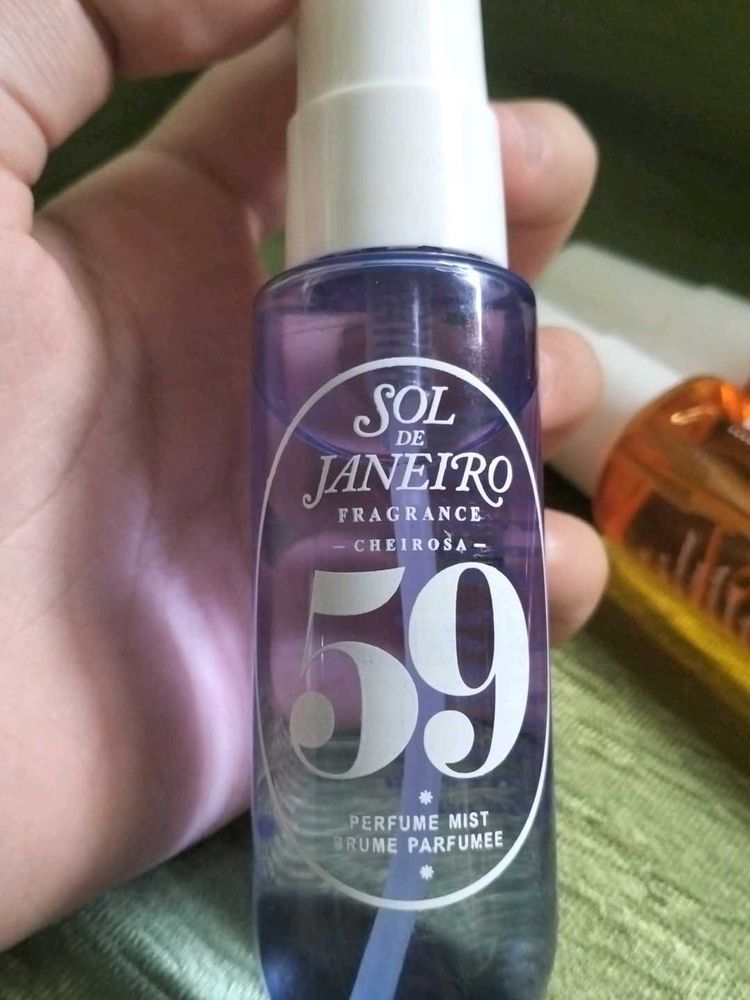 SOL
DE
JANEIRO
FRAGRANCE
– CHEIROSA –
59
PERFUME MIST
BRUME PARFUMEE